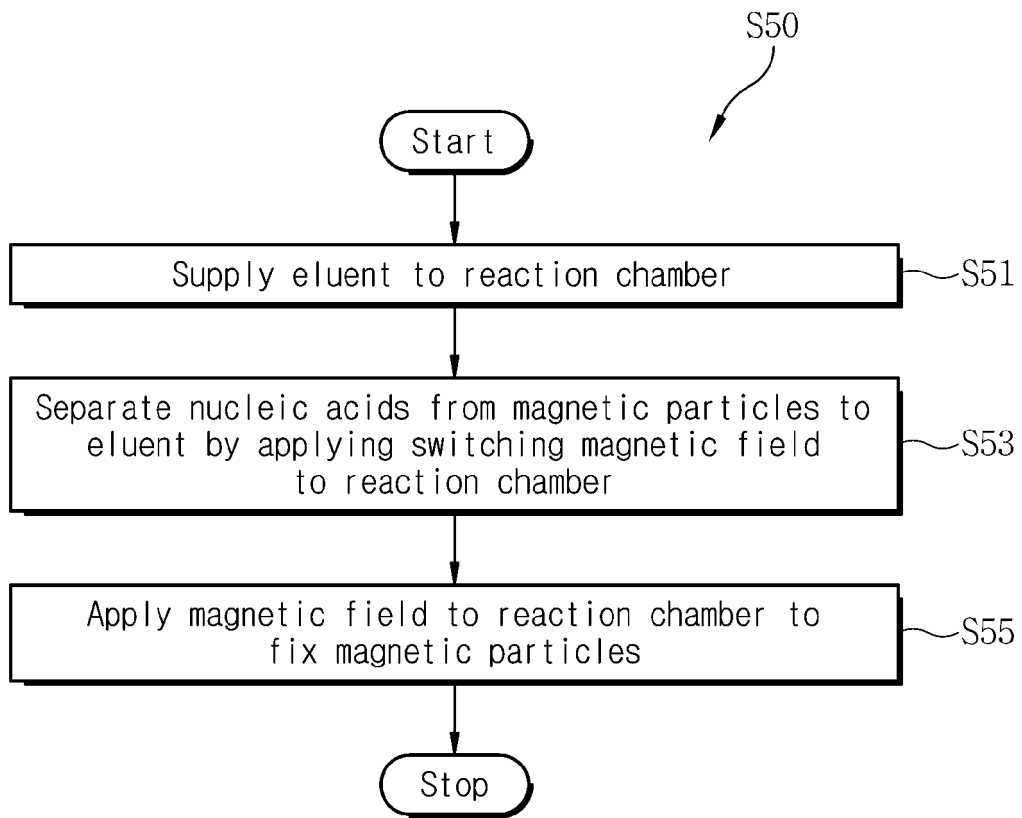 S50
Start
Supply eluent to reaction chamber
S51
Separate nucleic acids from magnetic particles to
eluent by applying switching magnetic field
to reaction chamber
S53
Apply magnetic field to reaction chamber to
fix magnetic particles
S55
Stop